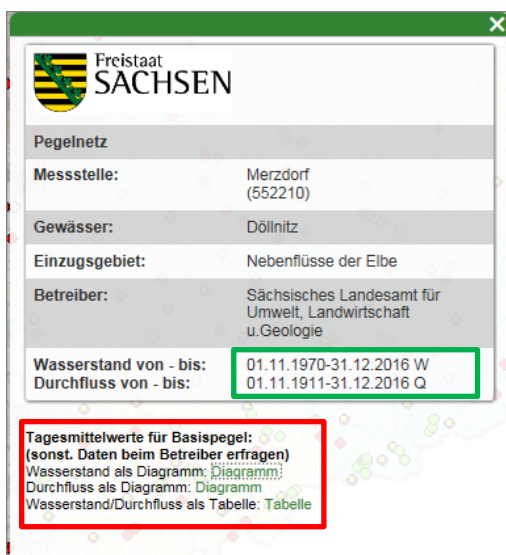 Freistaat
SACHSEN
Pegelnetz
Messstelle: Merzdorf
(552210)
Gewässer: Döllnitz
Einzugsgebiet: Nebenflüsse der Elbe
Betreiber: Sächsisches Landesamt für
Umwelt, Landwirtschaft
u.Geologie
Wasserstand von - bis: 01.11.1970-31.12.2016 W
Durchfluss von - bis: 01.11.1911-31.12.2016 Q
Tagesmittelwerte für Basispegel:
(sonst. Daten beim Betreiber erfragen)
Wasserstand als Diagramm: Diagramm
Durchfluss als Diagramm: Diagramm
Wasserstand/Durchfluss als Tabelle: Tabelle